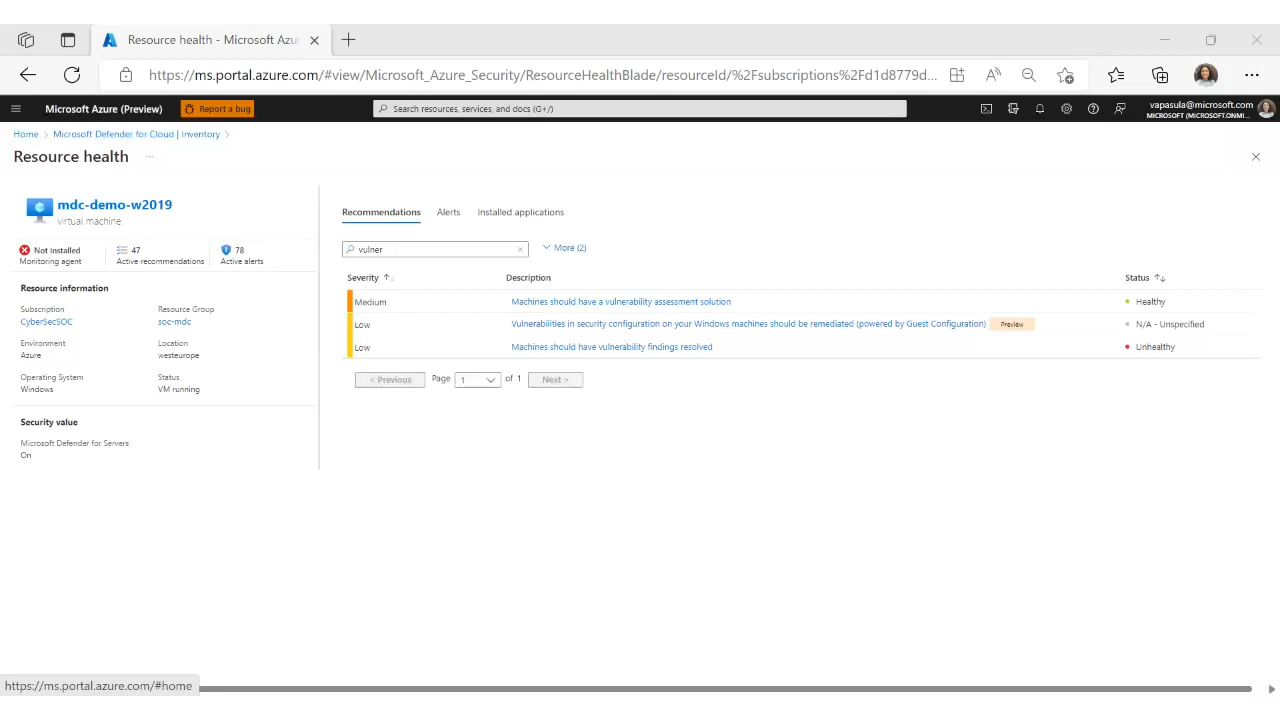 Resource health - Microsoft Azu
https://ms.portal.azure.com/#view/Microsoft_Azure_Security/ResourceHealthBlade/resourceId/%2Fsubscriptions%2Fd1d8779d...
Microsoft Azure (Preview)
Report a bug
Search resources, services, and docs (G+/)
vapasula@microsoft.com
MICROSOFT (MICROSOFT.ONMI...
Home > Microsoft Defender for Cloud | Inventory >
Resource health ...
mdc-demo-w2019
virtual machine
Not installed
Monitoring agent
47
Active recommendations
78
Active alerts
Resource information
Subscription
CyberSecSOC
Resource Group
soc-mdc
Environment
Azure
Location
westeurope
Operating System
Windows
Status
VM running
Security value
Microsoft Defender for Servers
On
Recommendations Alerts Installed applications
vulner
More (2)
Severity Description Status
Medium Machines should have a vulnerability assessment solution Healthy
Low Vulnerabilities in security configuration on your Windows machines should be remediated (powered by Guest Configuration) Preview N/A - Unspecified
Low Machines should have vulnerability findings resolved Unhealthy
< Previous Page 1 of 1 Next >
https://ms.portal.azure.com/#home